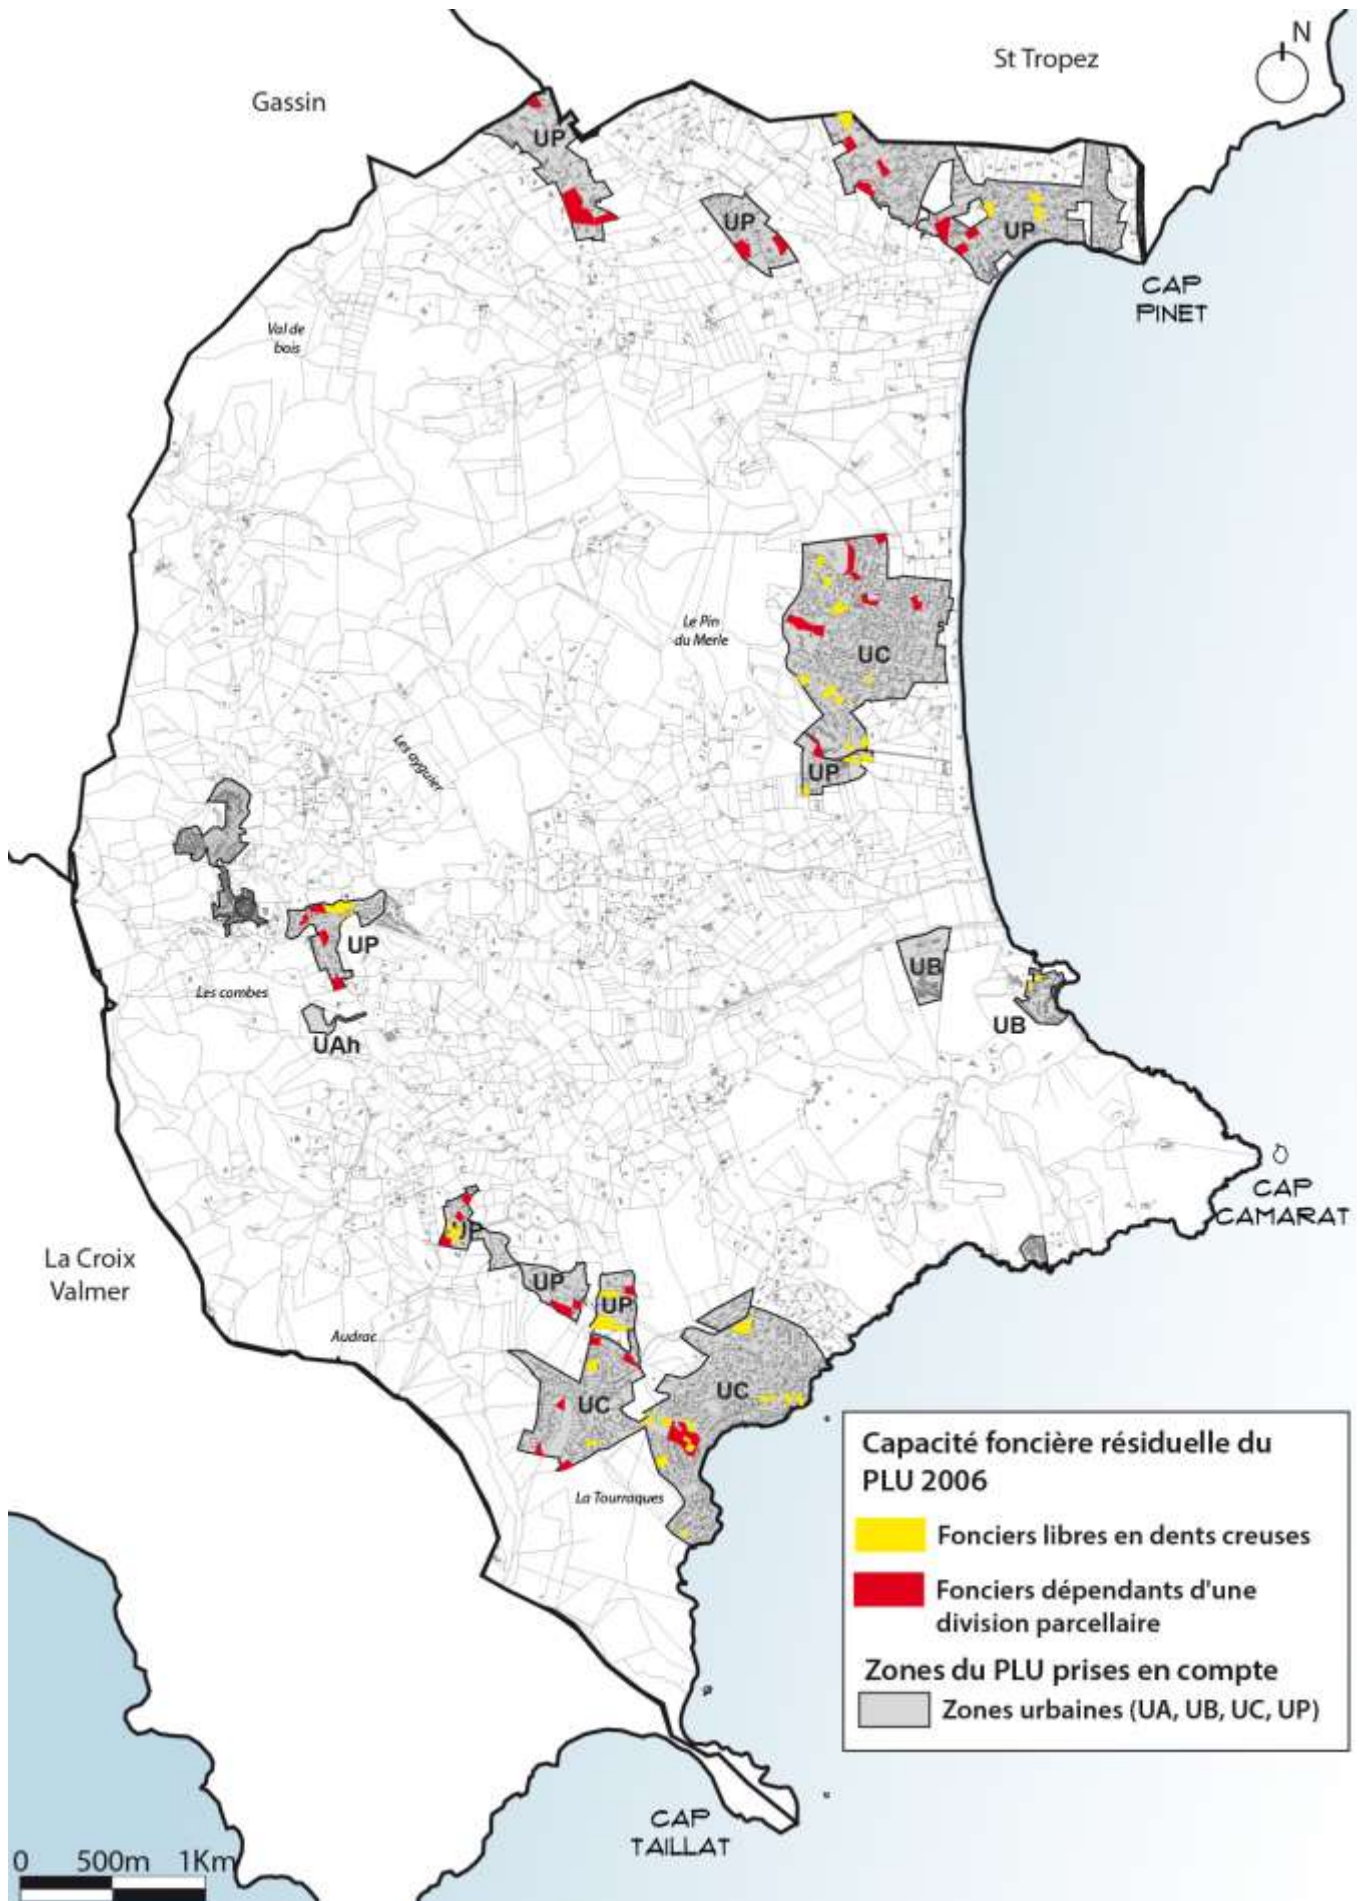 N
St Tropez
Gassin
UP
UP
UP
CAP
PINET
Val de
bois
Le Pin
du Merle
UC
UP
Les ayguier
UP
Les combes
UAh
UB
UB
CAP
CAMARAT
La Croix
Valmer
UP
UP
Audrac
UC
UC
La Tourraques
Capacité foncière résiduelle du
PLU 2006
Fonciers libres en dents creuses
Fonciers dépendants d'une
division parcellaire
Zones du PLU prises en compte
Zones urbaines (UA, UB, UC, UP)
CAP
TAILLAT
0 500m 1Km